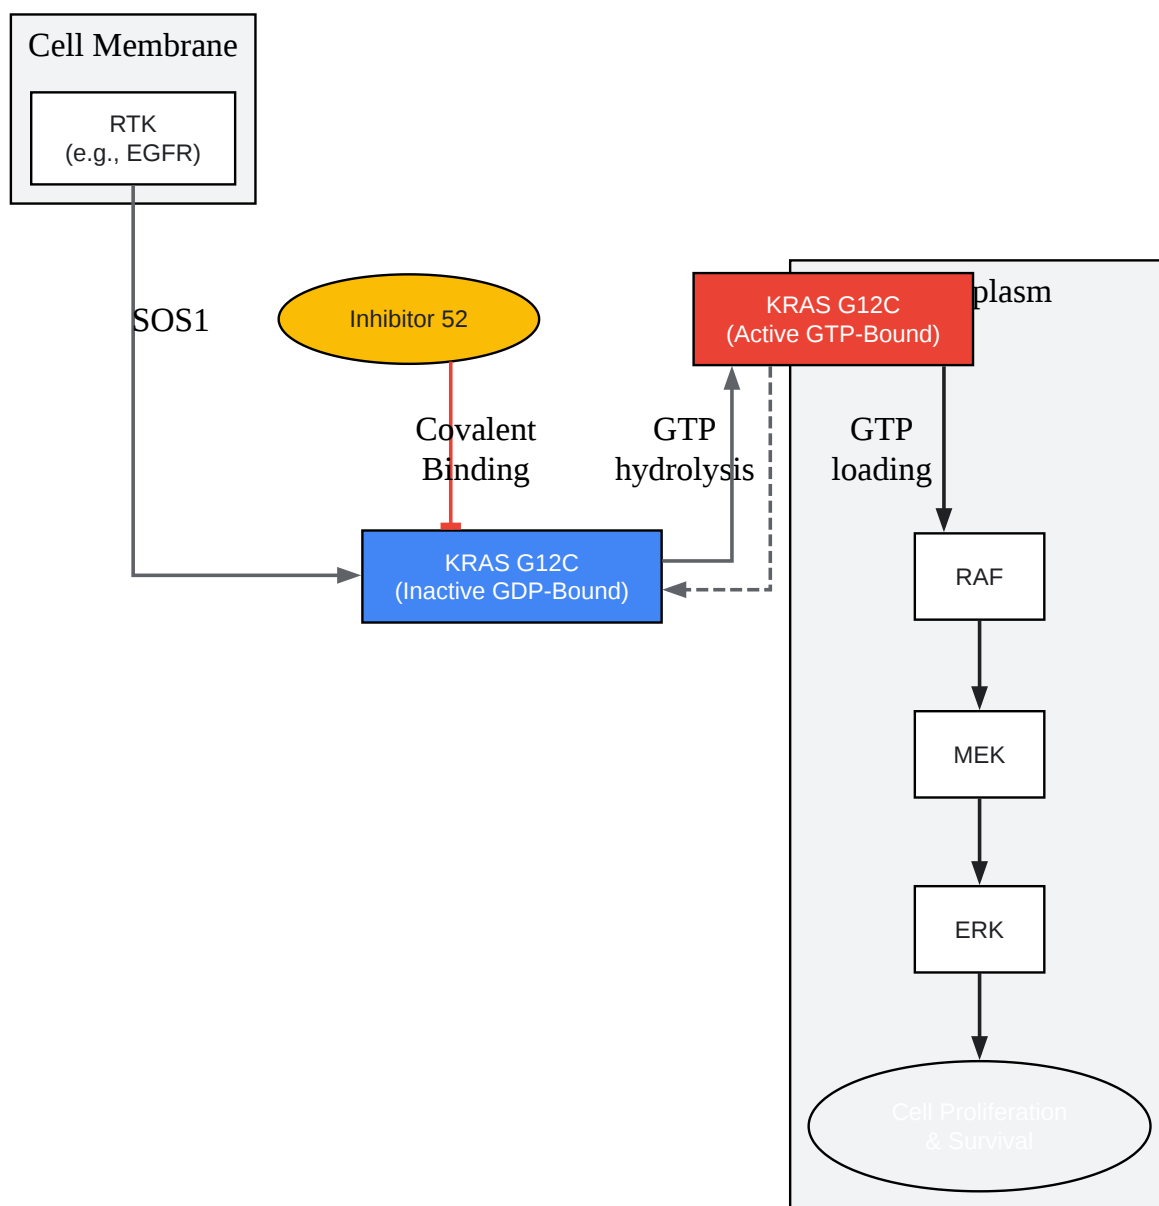 Cell Membrane
RTK
(e.g., EGFR)
SOS1
Inhibitor 52
KRAS G12C
(Active GTP-Bound)
plasm
Covalent
Binding
GTP
hydrolysis
GTP
loading
KRAS G12C
(Inactive GDP-Bound)
RAF
MEK
ERK
Cell Proliferation
& Survival